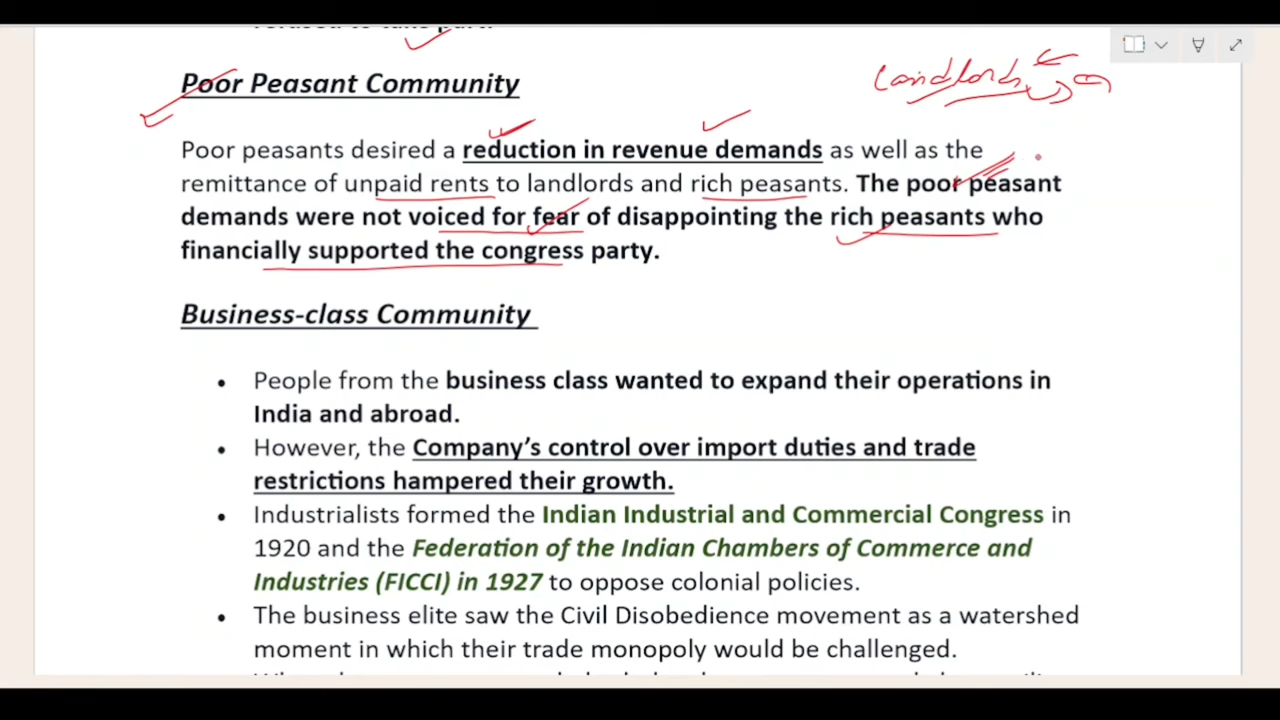 refused to take part.
Landlords
Poor Peasant Community
Poor peasants desired a reduction in revenue demands as well as the
remittance of unpaid rents to landlords and rich peasants. The poor peasant
demands were not voiced for fear of disappointing the rich peasants who
financially supported the congress party.
Business-class Community
• People from the business class wanted to expand their operations in
India and abroad.
• However, the Company's control over import duties and trade
restrictions hampered their growth.
• Industrialists formed the Indian Industrial and Commercial Congress in
1920 and the Federation of the Indian Chambers of Commerce and
Industries (FICCI) in 1927 to oppose colonial policies.
• The business elite saw the Civil Disobedience movement as a watershed
moment in which their trade monopoly would be challenged.